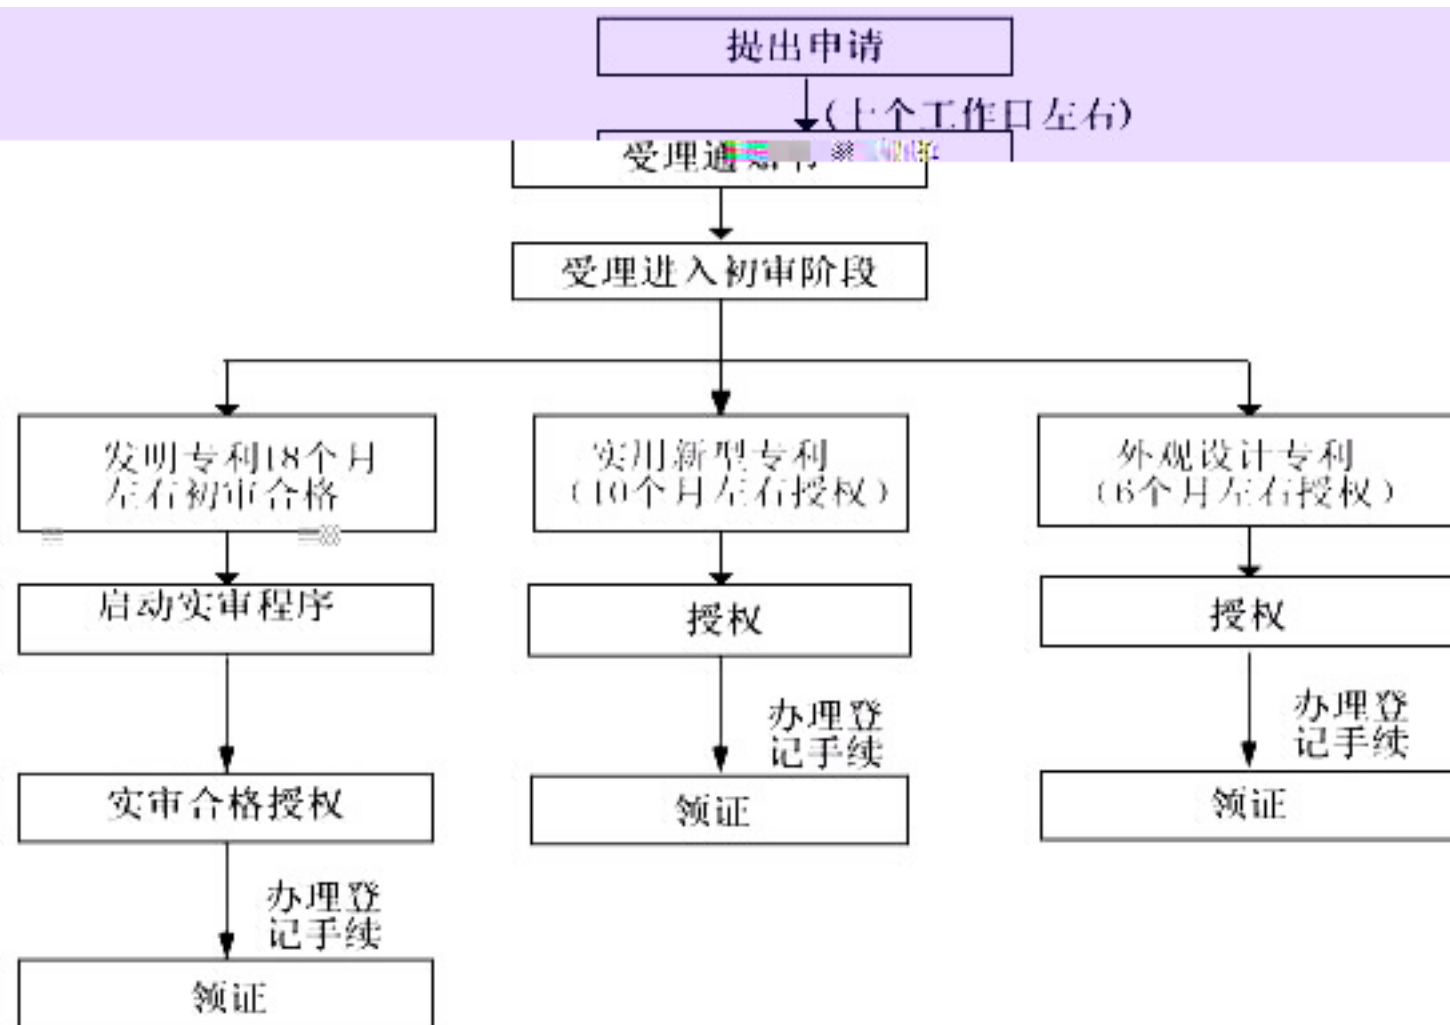 提出申请
个工作日左右)
受理通知书
受理进入初审阶段
发明专利18个月
左右初审合格
实用新型专利
(10个月左右授权)
外观设计专利
(6个月左右授权)
启动实审程序
授权
授权
办理登
记手续
办理登
记手续
实审合格授权
领证
领证
办理登
记手续
领证